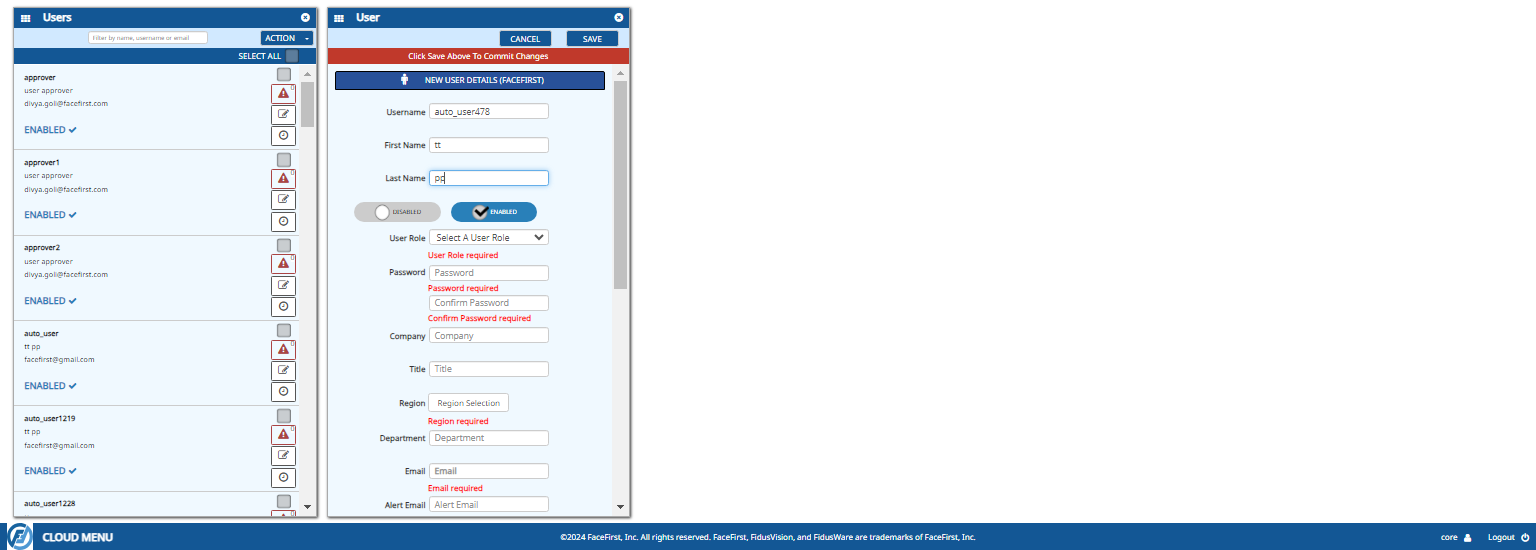 Users
Filter by name, username or email
ACTION
SELECT ALL
approver
user approver
divya.goli@facefirst.com
0
ENABLED
approver1
user approver
divya.goli@facefirst.com
0
ENABLED
approver2
user approver
divya.goli@facefirst.com
0
ENABLED
auto_user
tt pp
facefirst@gmail.com
0
ENABLED
auto_user1219
tt pp
facefirst@gmail.com
0
ENABLED
auto_user1228
User
CANCEL SAVE
Click Save Above To Commit Changes
NEW USER DETAILS (FACEFIRST)
Username auto_user478
First Name tt
Last Name pp
DISABLED ENABLED
User Role Select A User Role
User Role required
Password Password
Password required
Confirm Password
Confirm Password required
Company Company
Title Title
Region Region Selection
Region required
Department Department
Email Email
Email required
Alert Email Alert Email
CLOUD MENU ©2024 FaceFirst, Inc. All rights reserved. FaceFirst, FidusVision, and FidusWare are trademarks of FaceFirst, Inc. core Logout